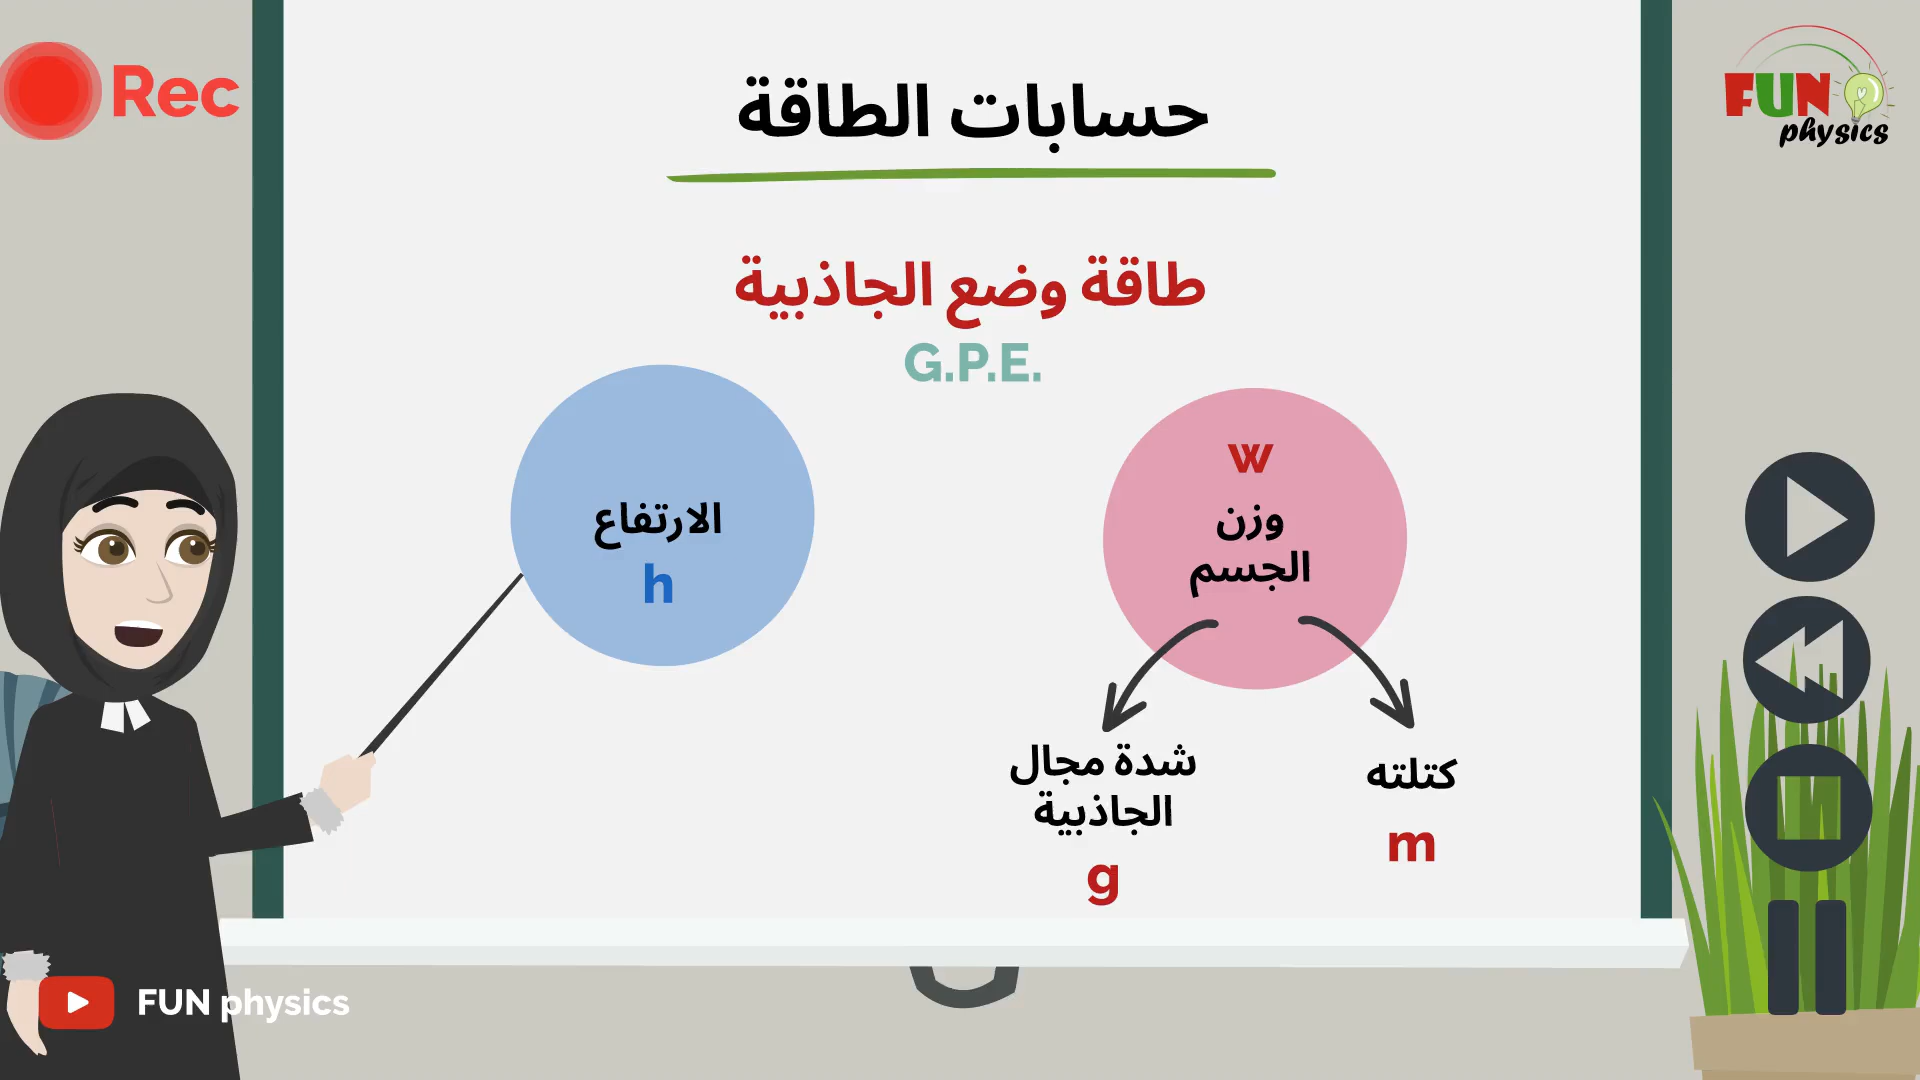 Rec
FUN
physics
حسابات الطاقة
طاقة وضع الجاذبية
G.P.E.
w
وزن
الجسم
الارتفاع
h
كتلته
m
شدة مجال
الجاذبية
g
FUN physics